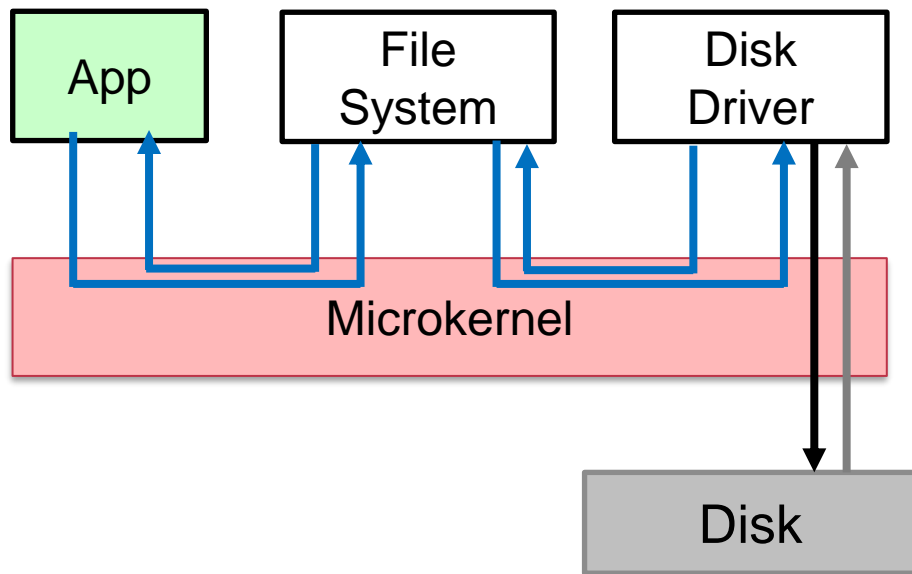 App
File
System
Disk
Driver
Microkernel
Disk